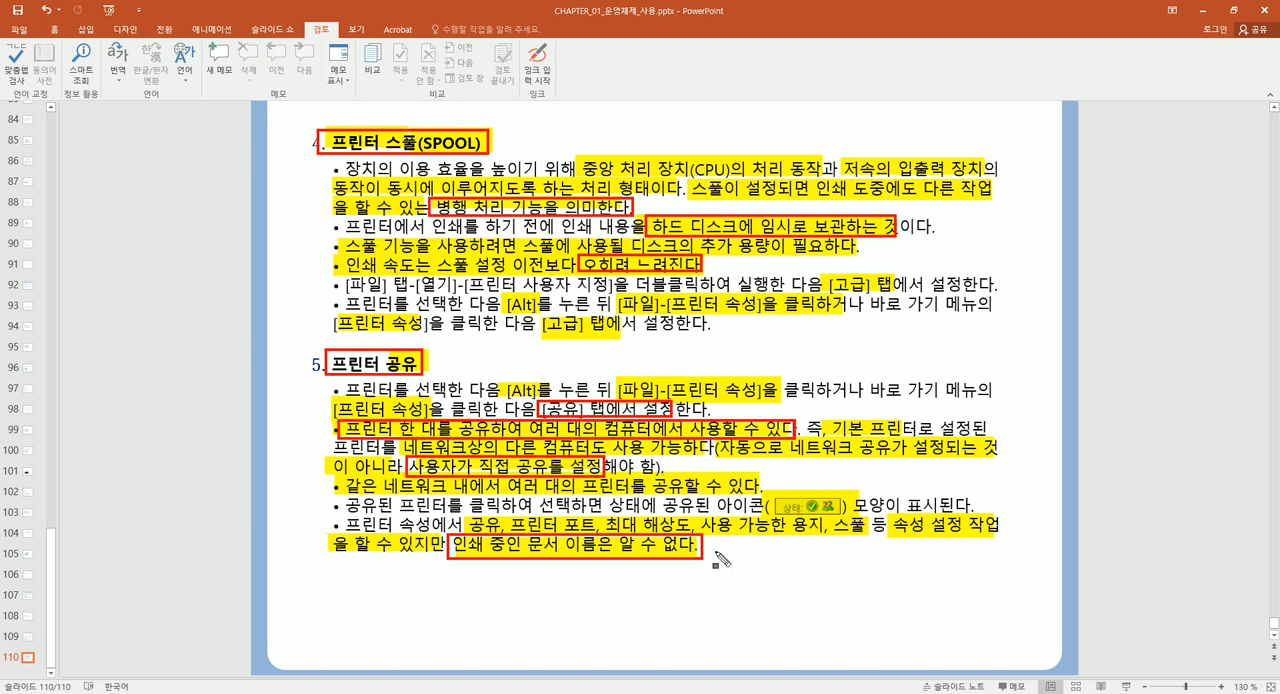 CHAPTER_01_운영체제_사용.pptx - PowerPoint
파일 홈 삽입 디자인 전환 애니메이션 슬라이드 쇼 검토 보기 Acrobat 수행할 작업을 알려 주세요. 로그인 공유
맞춤법 검사 동의어 사전 스마트 조회 번역 한글/한자 변환 언어 새 메모 삭제 이전 다음 메모 표시 비교 적용 적용 안 함 이전 다음 검토 창 검토 끝내기 잉크 입력 시작
언어 교정 정보 활용 언어 메모 비교 잉크
84
85
86
87
88
89
90
91
92
93
94
95
96
97
98
99
100
101
102
103
104
105
106
107
108
109
110
4. 프린터 스풀(SPOOL)
• 장치의 이용 효율을 높이기 위해 중앙 처리 장치(CPU)의 처리 동작과 저속의 입출력 장치의
동작이 동시에 이루어지도록 하는 처리 형태이다. 스풀이 설정되면 인쇄 도중에도 다른 작업
을 할 수 있는 병행 처리 기능을 의미한다.
• 프린터에서 인쇄를 하기 전에 인쇄 내용을 하드 디스크에 임시로 보관하는 것이다.
• 스풀 기능을 사용하려면 스풀에 사용될 디스크의 추가 용량이 필요하다.
• 인쇄 속도는 스풀 설정 이전보다 오히려 느려진다.
• [파일] 탭-[열기]-[프린터 사용자 지정]을 더블클릭하여 실행한 다음 [고급] 탭에서 설정한다.
• 프린터를 선택한 다음 [Alt]를 누른 뒤 [파일]-[프린터 속성]을 클릭하거나 바로 가기 메뉴의
[프린터 속성]을 클릭한 다음 [고급] 탭에서 설정한다.
5. 프린터 공유
• 프린터를 선택한 다음 [Alt]를 누른 뒤 [파일]-[프린터 속성]을 클릭하거나 바로 가기 메뉴의
[프린터 속성]을 클릭한 다음 [공유] 탭에서 설정한다.
• 프린터 한 대를 공유하여 여러 대의 컴퓨터에서 사용할 수 있다. 즉, 기본 프린터로 설정된
프린터를 네트워크상의 다른 컴퓨터도 사용 가능하다(자동으로 네트워크 공유가 설정되는 것
이 아니라 사용자가 직접 공유를 설정해야 함).
• 같은 네트워크 내에서 여러 대의 프린터를 공유할 수 있다.
• 공유된 프린터를 클릭하여 선택하면 상태에 공유된 아이콘( 상태: ) 모양이 표시된다.
• 프린터 속성에서 공유, 프린터 포트, 최대 해상도, 사용 가능한 용지, 스풀 등 속성 설정 작업
을 할 수 있지만 인쇄 중인 문서 이름은 알 수 없다.
슬라이드 110/110 한국어 슬라이드 노트 메모 130 %